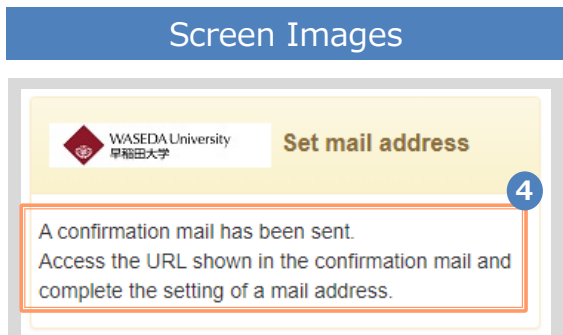 Screen Images
WASEDA University
早稲田大学
Set mail address
4
A confirmation mail has been sent.
Access the URL shown in the confirmation mail and
complete the setting of a mail address.